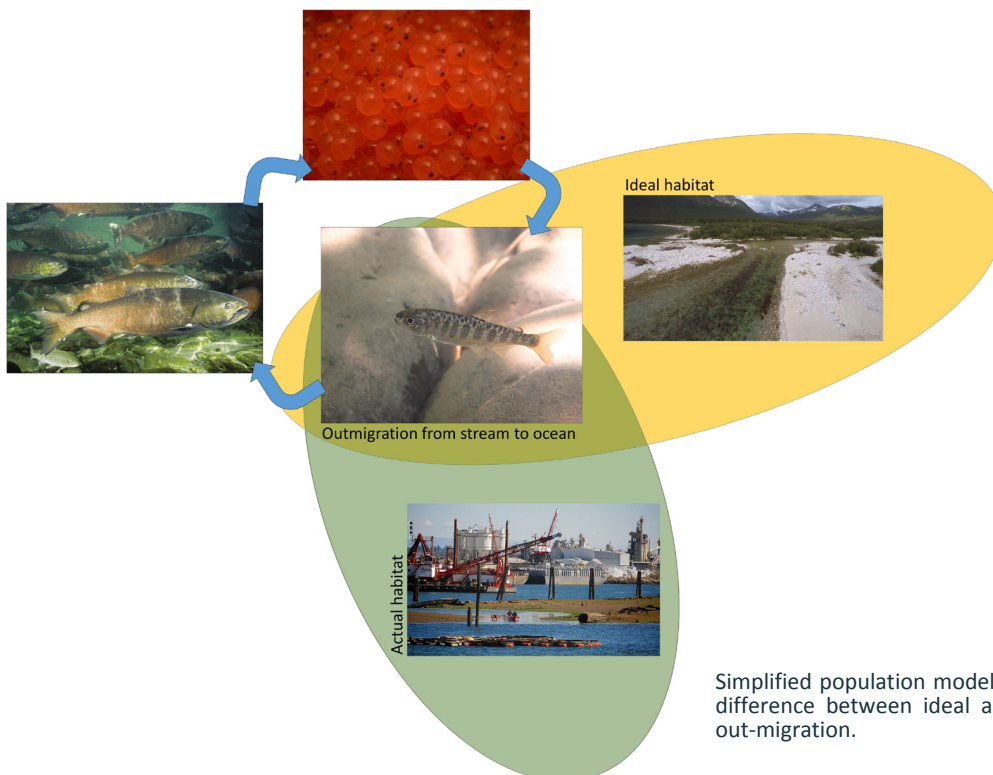 Ideal habitat
Outmigration from stream to ocean
Actual habitat
Simplified population model
difference between ideal a
out-migration.